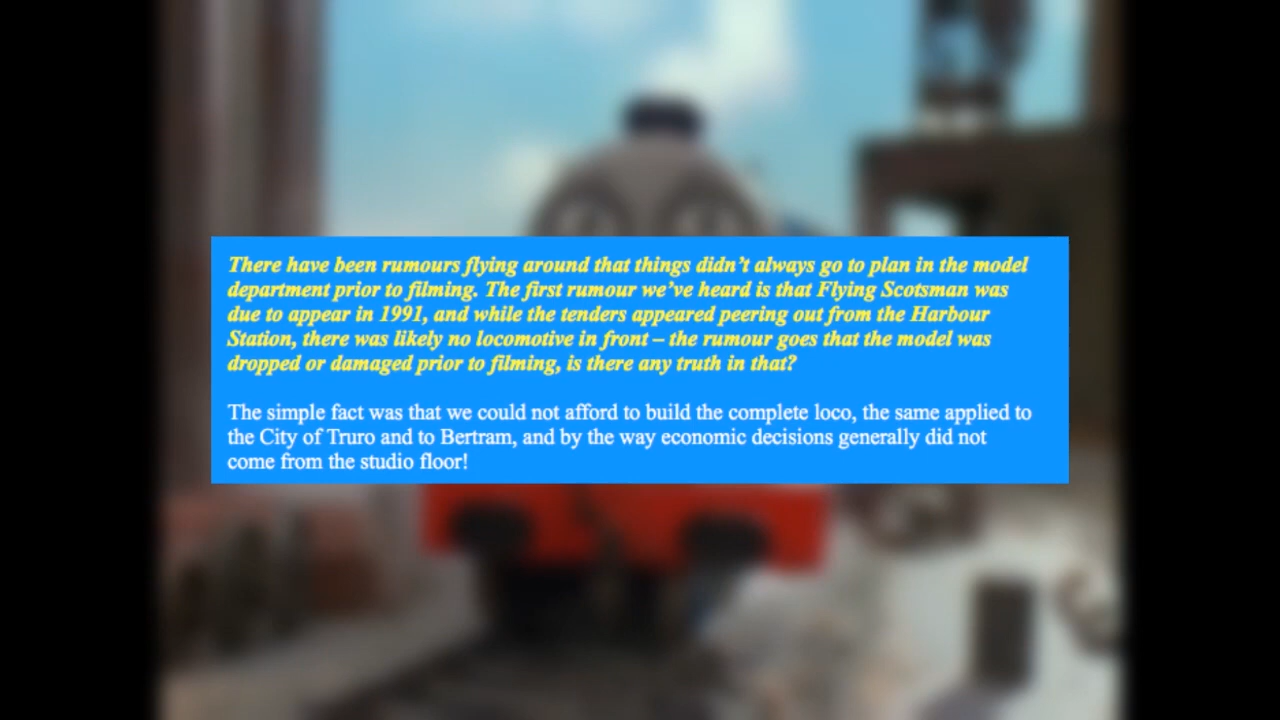 There have been rumours flying around that things didn’t always go to plan in the model
department prior to filming. The first rumour we’ve heard is that Flying Scotsman was
due to appear in 1991, and while the tenders appeared peering out from the Harbour
Station, there was likely no locomotive in front – the rumour goes that the model was
dropped or damaged prior to filming, is there any truth in that?
The simple fact was that we could not afford to build the complete loco, the same applied to
the City of Truro and to Bertram, and by the way economic decisions generally did not
come from the studio floor!